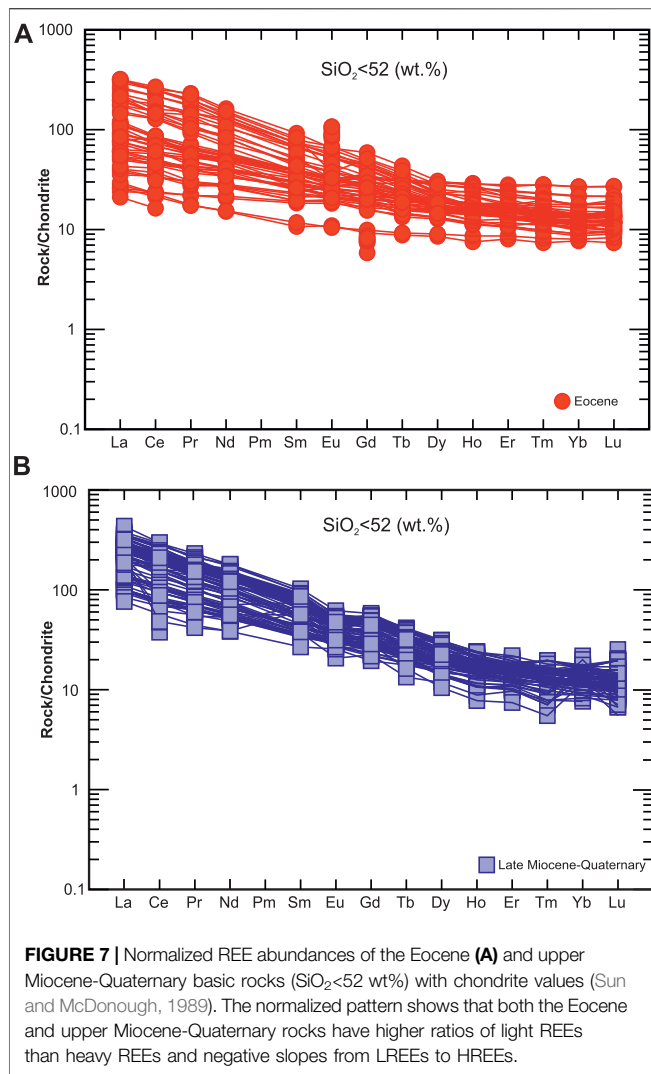 A
1000
SiO₂<52 (wt.%)
100
10
1
0.1
Rock/Chondrite
Eocene
La Ce Pr Nd Pm Sm Eu Gd Tb Dy Ho Er Tm Yb Lu
B
1000
SiO₂<52 (wt.%)
100
10
1
0.1
Rock/Chondrite
Late Miocene-Quaternary
La Ce Pr Nd Pm Sm Eu Gd Tb Dy Ho Er Tm Yb Lu
FIGURE 7 | Normalized REE abundances of the Eocene (A) and upper
Miocene-Quaternary basic rocks (SiO₂<52 wt%) with chondrite values (Sun
and McDonough, 1989). The normalized pattern shows that both the Eocene
and upper Miocene-Quaternary rocks have higher ratios of light REEs
than heavy REEs and negative slopes from LREEs to HREEs.